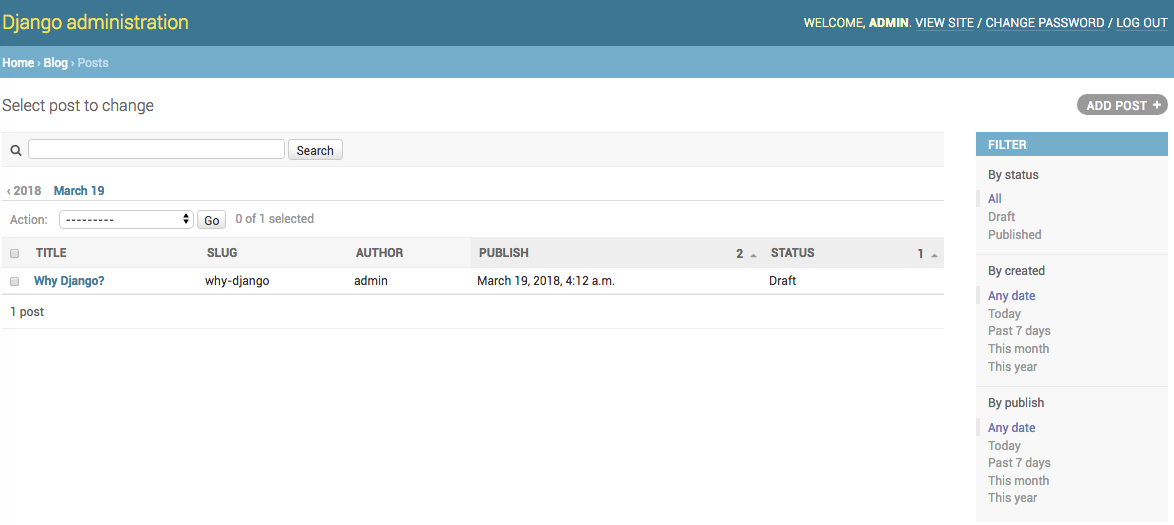 Django administration
WELCOME, ADMIN. VIEW SITE / CHANGE PASSWORD / LOG OUT
Home › Blog › Posts
Select post to change
ADD POST +
Search
‹ 2018 March 19
Action: --------- Go 0 of 1 selected
TITLE SLUG AUTHOR PUBLISH 2 STATUS 1
Why Django? why-django admin March 19, 2018, 4:12 a.m. Draft
1 post
FILTER
By status
All
Draft
Published
By created
Any date
Today
Past 7 days
This month
This year
By publish
Any date
Today
Past 7 days
This month
This year